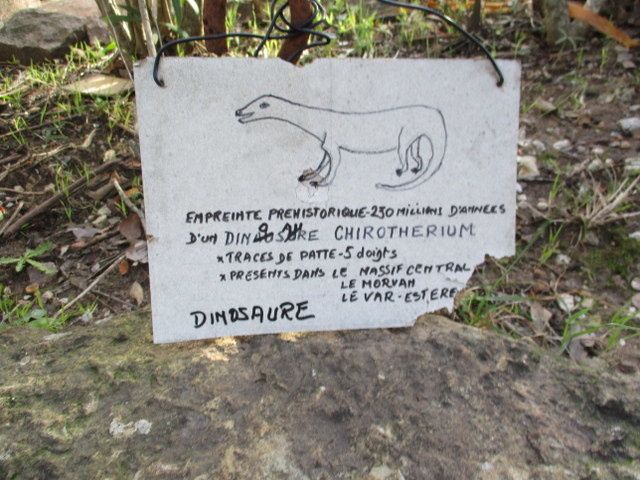 EMPREINTE PREHISTORIQUE-230 MILLIONS D'ANNEES
D'UN DINOSAURE CHIROTHERIUM
* TRACES DE PATTE-5 doigts
* PRESENTS DANS LE MASSIF CENTRAL
LE MORVAN
LE VAR-ESTERE
DINOSAURE